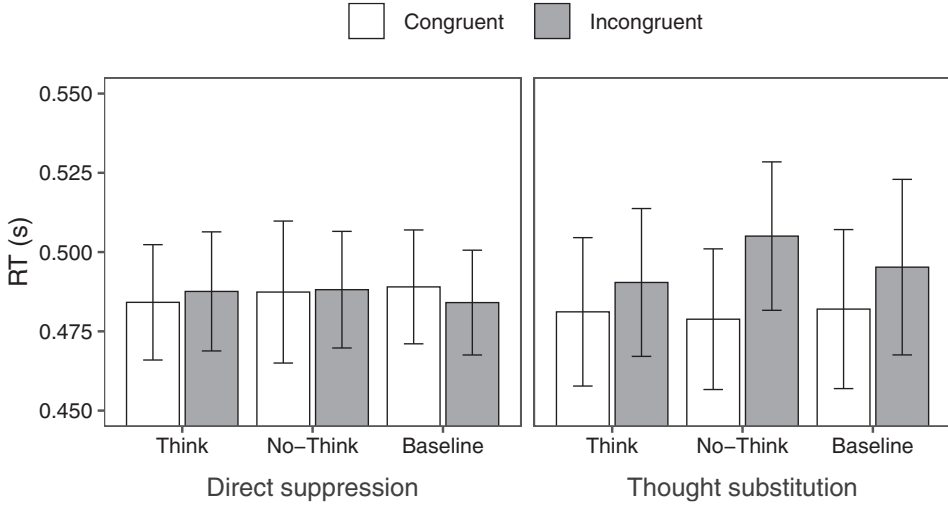 Congruent Incongruent
RT (s)
0.550
0.525
0.500
0.475
0.450
Think No−Think Baseline Think No−Think Baseline
Direct suppression Thought substitution